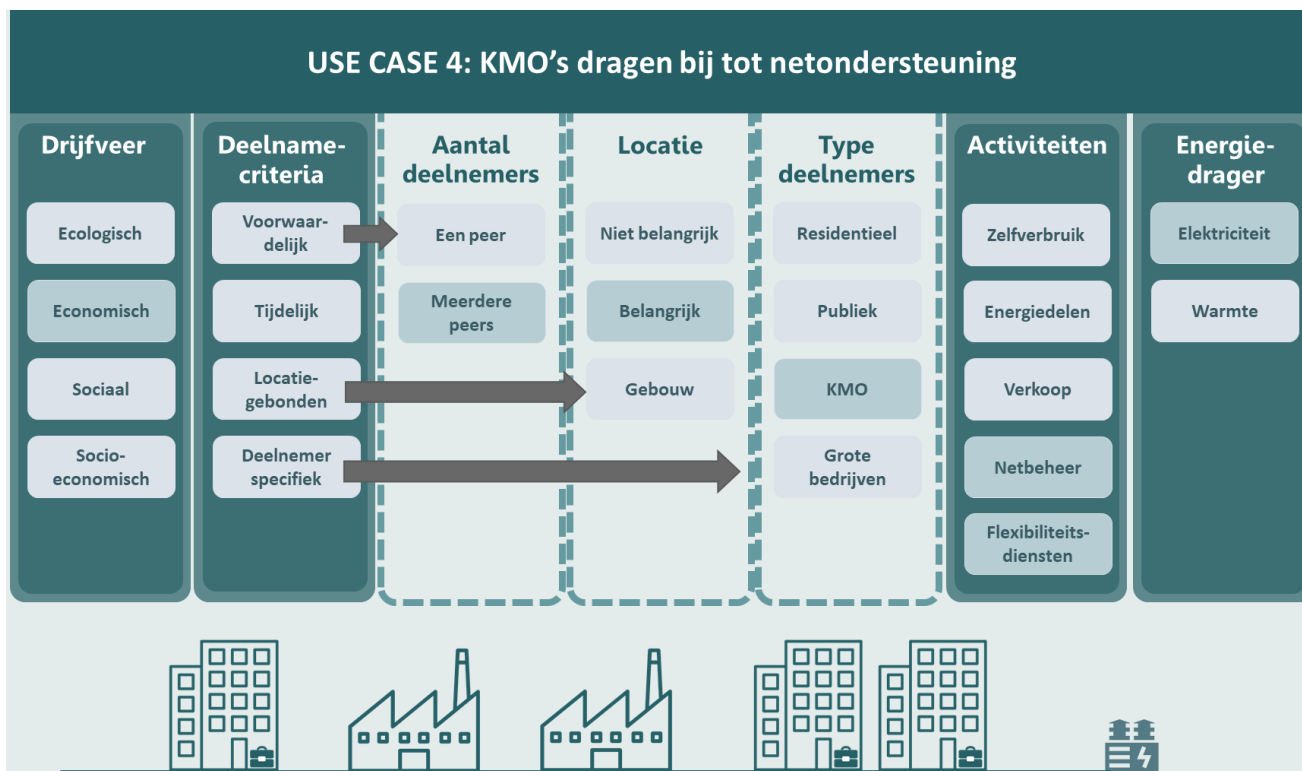 USE CASE 4: KMO's dragen bij tot netondersteuning
Drijfveer
Ecologisch
Economisch
Sociaal
Socio-
economisch
Deelname-
criteria
Voorwaar-
delijk
Tijdelijk
Locatie-
gebonden
Deelnemer
specifiek
Aantal
deelnemers
Een peer
Meerdere
peers
Locatie
Niet belangrijk
Belangrijk
Gebouw
Type
deelnemers
Residentieel
Publiek
KMO
Grote
bedrijven
Activiteiten
Zelfverbruik
Energiedelen
Verkoop
Netbeheer
Flexibiliteits-
diensten
Energie-
drager
Elektriciteit
Warmte